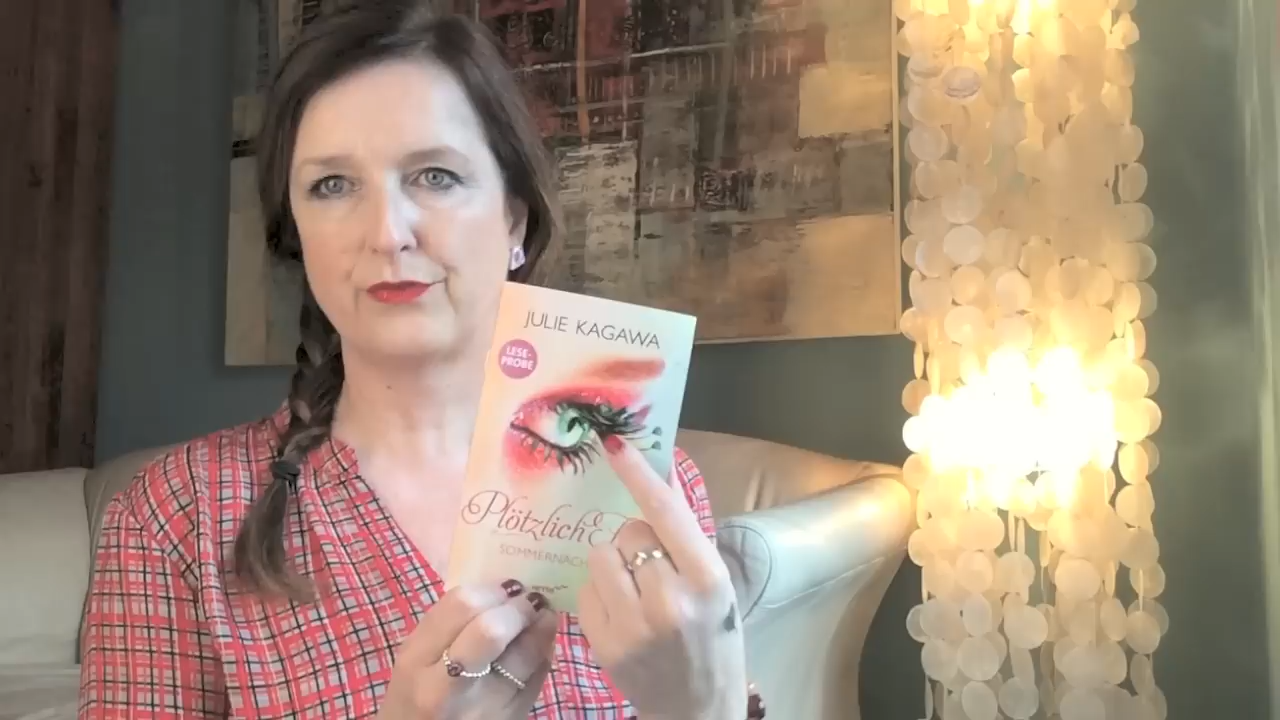 JULIE KAGAWA
LESE-
PROBE
Plötzlich
SOMMERNACH